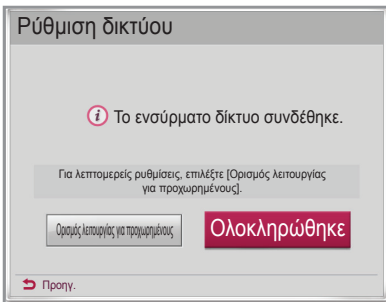 Ρύθμιση δικτύου
Το ενσύρματο δίκτυο συνδέθηκε.
Για λεπτομερείς ρυθμίσεις, επιλέξτε [Ορισμός λειτουργίας
για προχωρημένους].
Ορισμός λειτουργίας για προχωρημένους
Ολοκληρώθηκε
Προηγ.